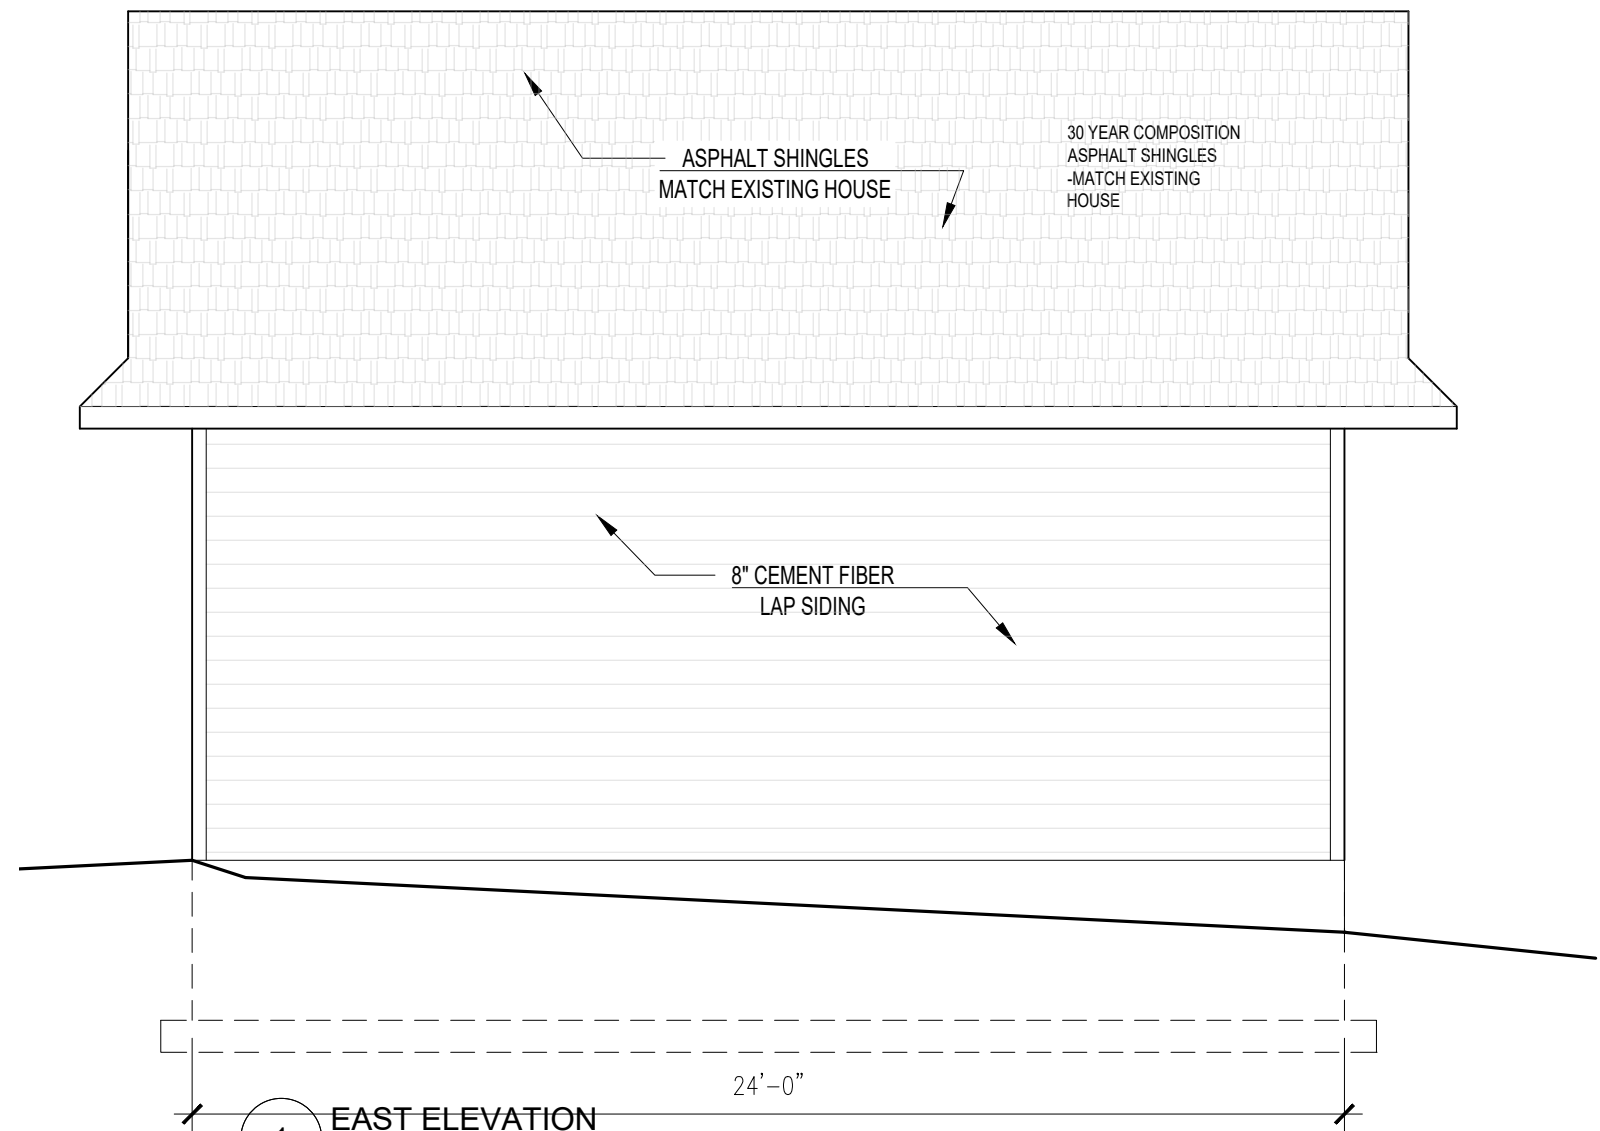 ASPHALT SHINGLES
MATCH EXISTING HOUSE
30 YEAR COMPOSITION
ASPHALT SHINGLES
-MATCH EXISTING
HOUSE
8" CEMENT FIBER
LAP SIDING
24'-0"
EAST ELEVATION